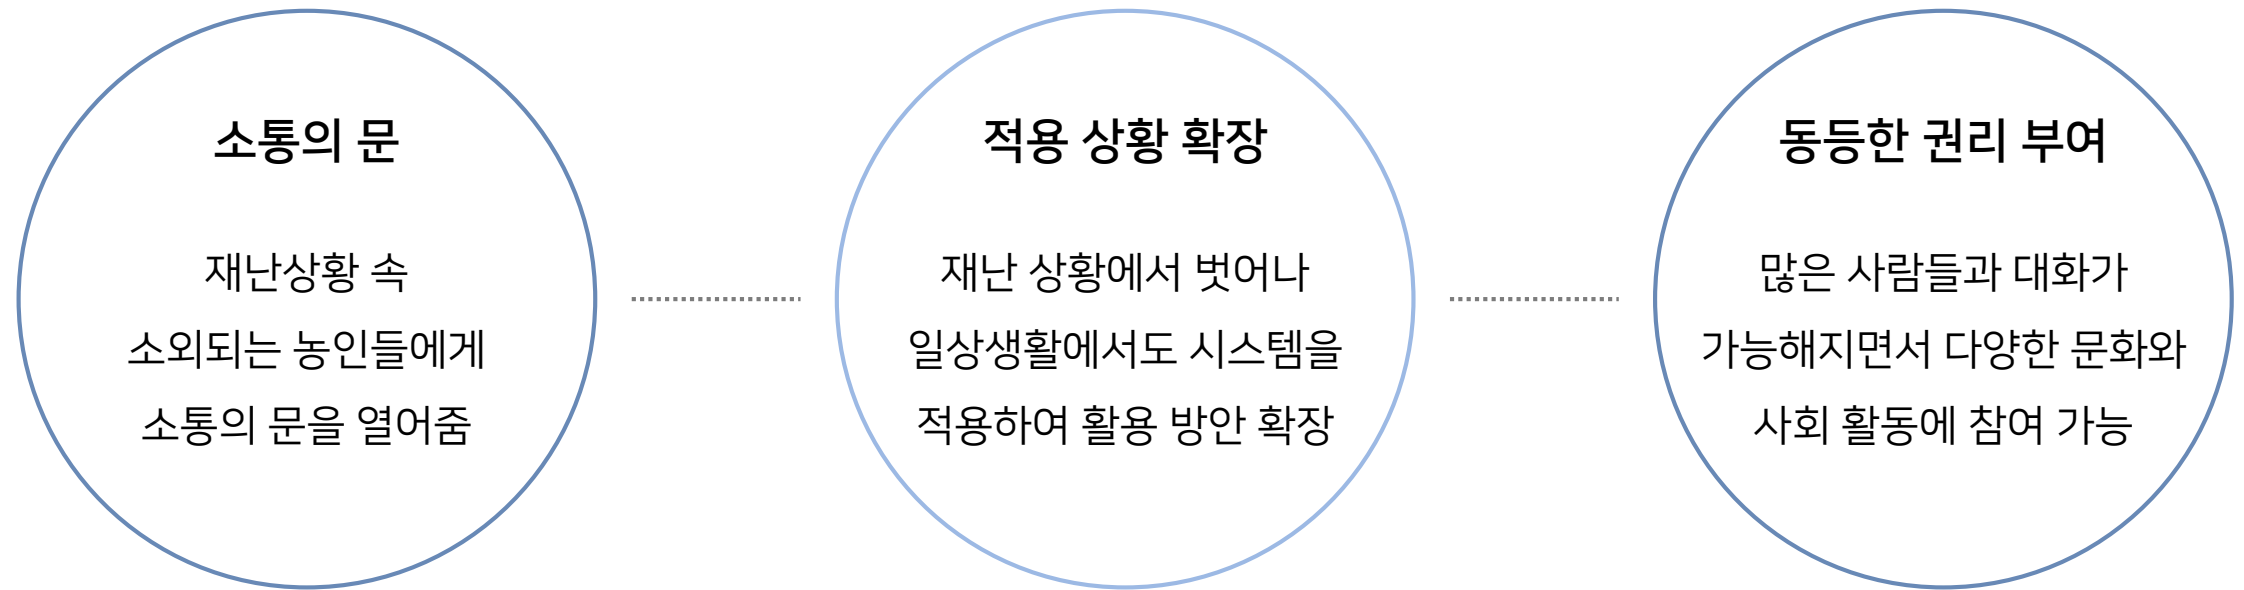 소통의 문
재난상황 속
소외되는 농인들에게
소통의 문을 열어줌
적용 상황 확장
재난 상황에서 벗어나
일상생활에서도 시스템을
적용하여 활용 방안 확장
동등한 권리 부여
많은 사람들과 대화가
가능해지면서 다양한 문화와
사회 활동에 참여 가능